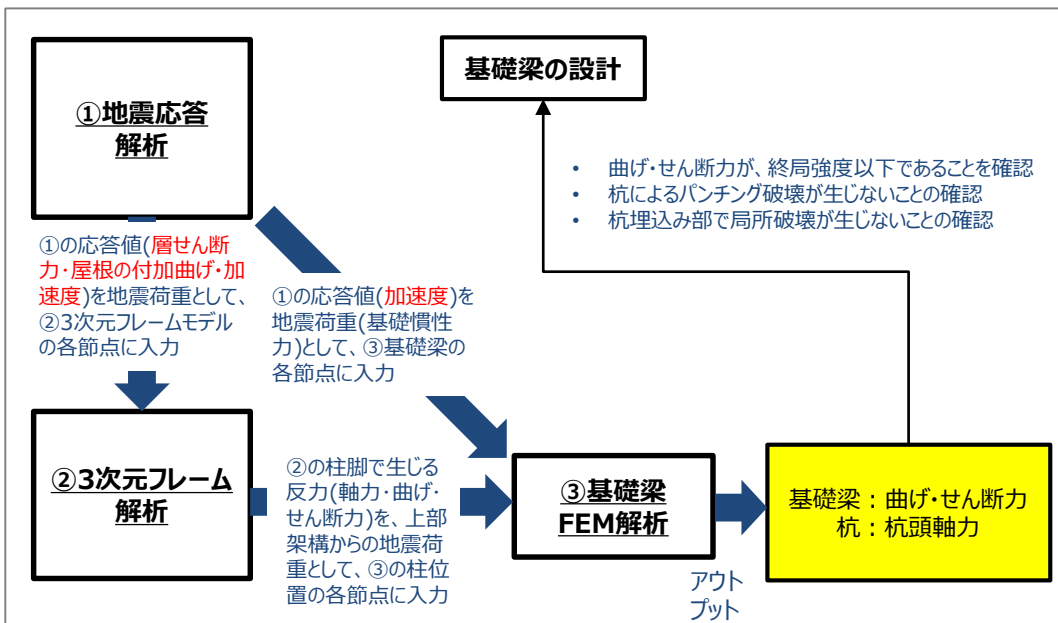 ①地震応答
解析
基礎梁の設計
• 曲げ・せん断力が、終局強度以下であることを確認
• 杭によるパンチング破壊が生じないことの確認
• 杭埋込み部で局所破壊が生じないことの確認
①の応答値(層せん断
力・屋根の付加曲げ・加
速度)を地震荷重として、
②3次元フレームモデル
の各節点に入力
①の応答値(加速度)を
地震荷重(基礎慣性
力)として、③基礎梁の
各節点に入力
②3次元フレーム
解析
②の柱脚で生じる
反力(軸力・曲げ・
せん断力)を、上部
架構からの地震荷
重として、③の柱位
置の各節点に入力
③基礎梁
FEM解析
アウト
プット
基礎梁：曲げ・せん断力
杭：杭頭軸力